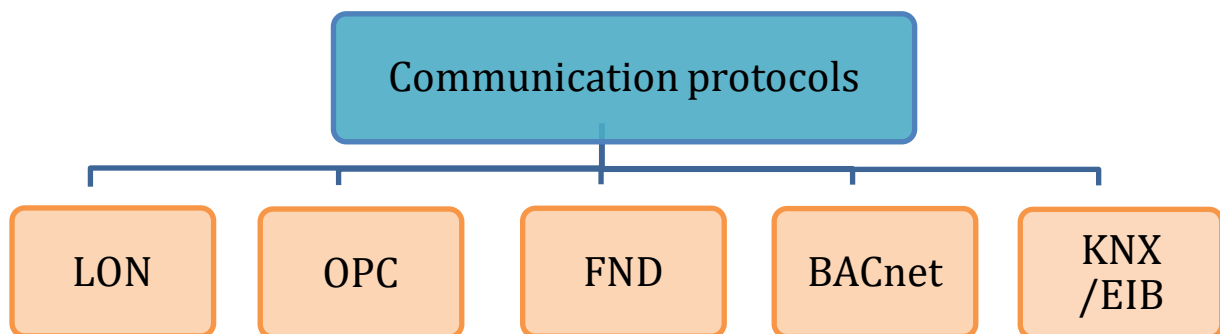 Communication protocols
LON
OPC
FND
BACnet
KNX
/EIB